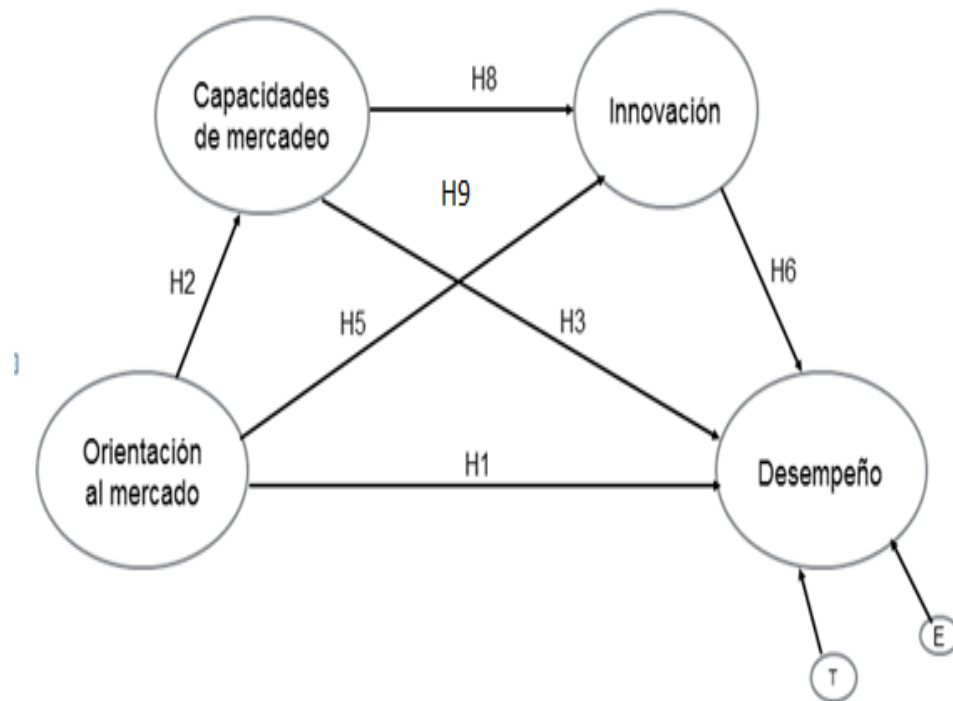 H8
Capacidades
de mercadeo
Innovación
H9
H2
H5
H3
H6
Orientación
al mercado
H1
Desempeño
E
T